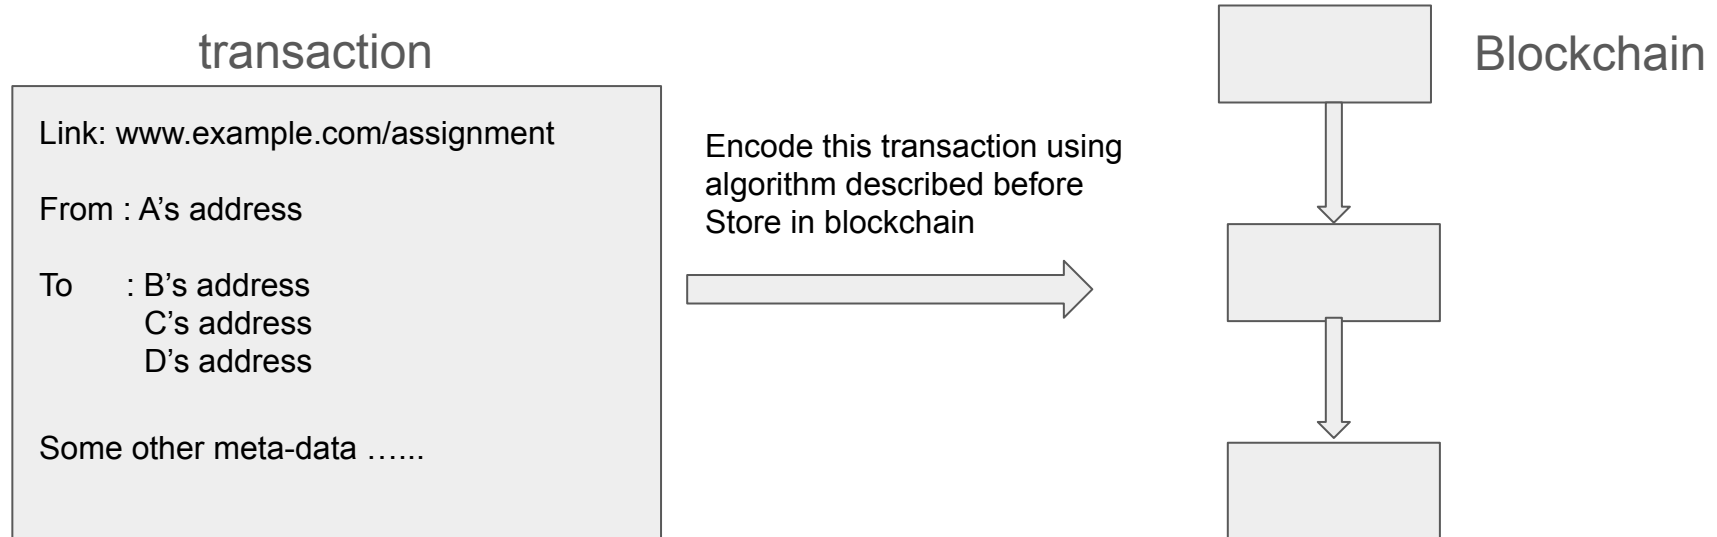 transaction
Link: www.example.com/assignment
From : A’s address
To : B’s address
C’s address
D’s address
Some other meta-data …...
Encode this transaction using
algorithm described before
Store in blockchain
Blockchain